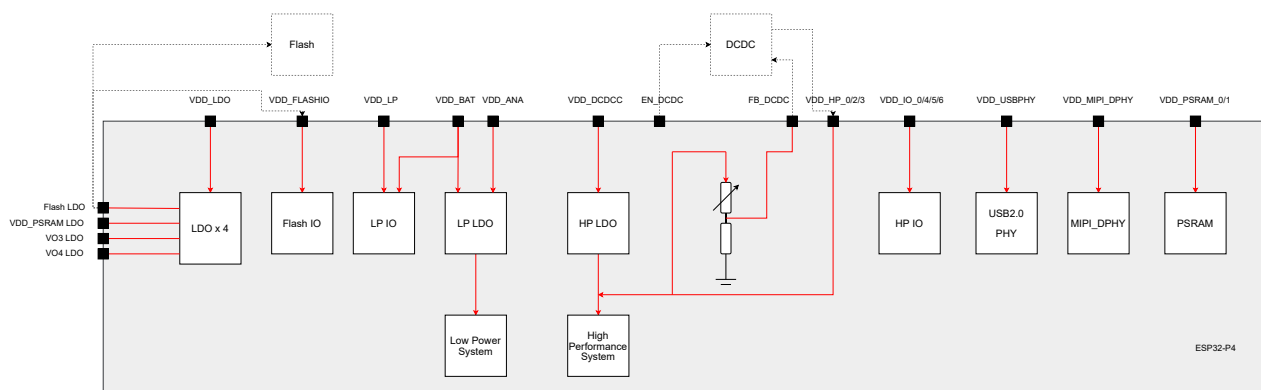 Flash
DCDC
VDD_LDO
VDD_FLASHIO
VDD_LP
VDD_BAT
VDD_ANA
VDD_DCDCC
EN_DCDC
FB_DCDC
VDD_HP_0/2/3
VDD_IO_0/4/5/6
VDD_USBPHY
VDD_MIPI_DPHY
VDD_PSRAM_0/1
Flash LDO
VDD_PSRAM LDO
VO3 LDO
VO4 LDO
LDO x 4
Flash IO
LP IO
LP LDO
HP LDO
HP IO
USB2.0
PHY
MIPI_DPHY
PSRAM
Low Power
System
High
Performance
System
ESP32-P4